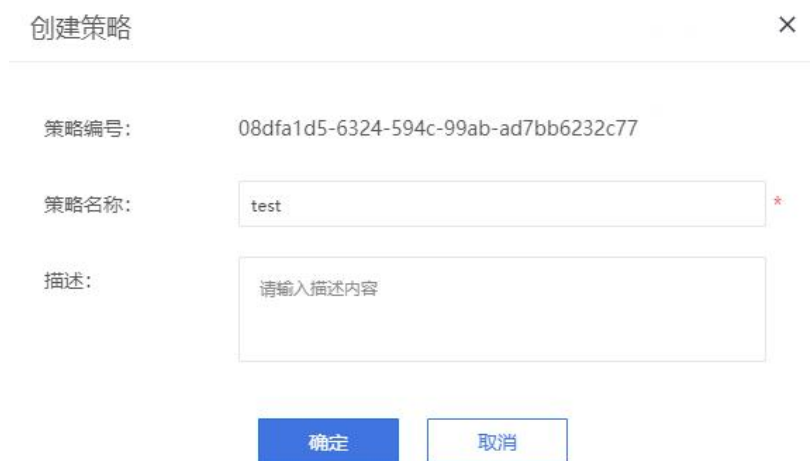 创建策略
策略编号： 08dfa1d5-6324-594c-99ab-ad7bb6232c77
策略名称： test *
描述： 请输入描述内容
确定 取消